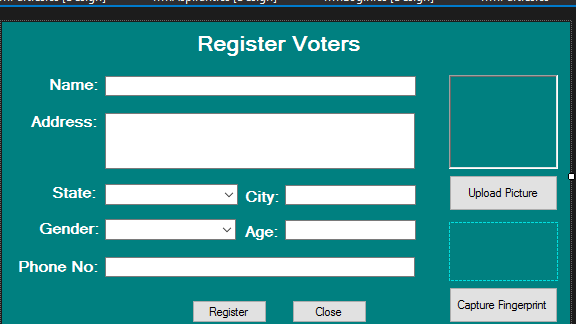 Register Voters
Name:
Address:
State:
City:
Upload Picture
Gender:
Age:
Phone No:
Capture Fingerprint
Register
Close